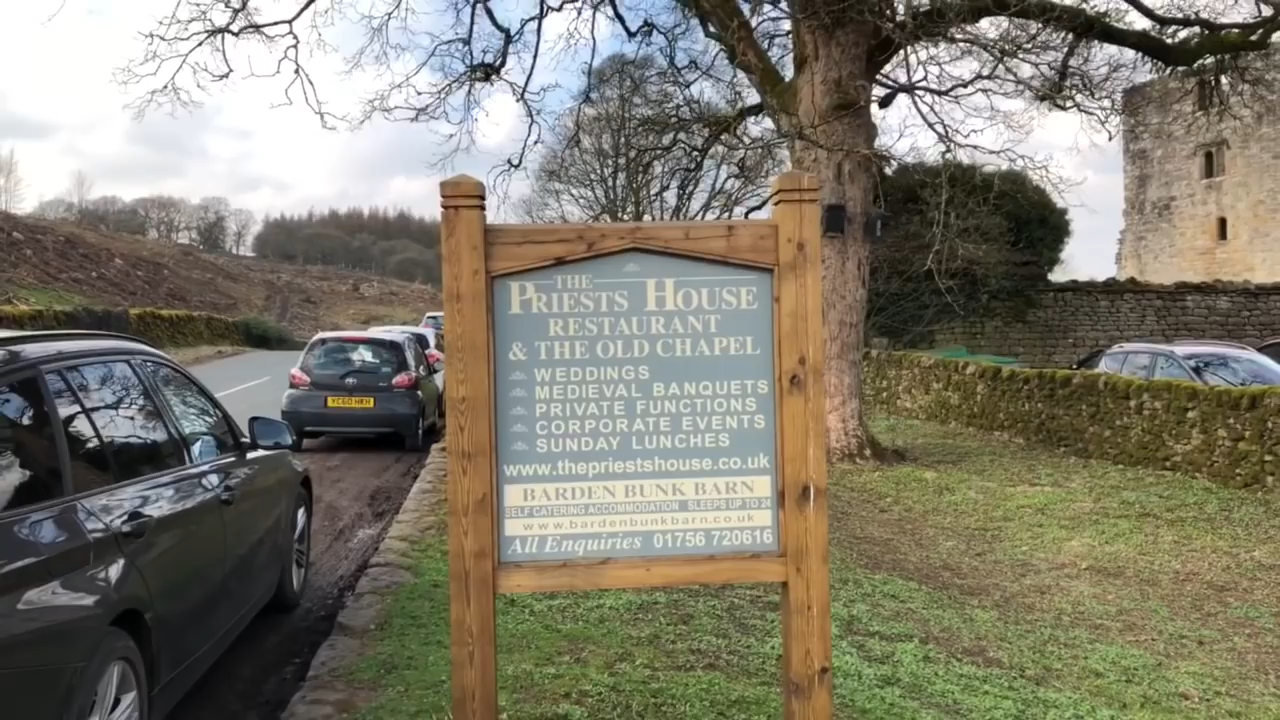 THE
PRIESTS HOUSE
RESTAURANT
& THE OLD CHAPEL
WEDDINGS
MEDIEVAL BANQUETS
PRIVATE FUNCTIONS
CORPORATE EVENTS
SUNDAY LUNCHES
www.thepriestshouse.co.uk
BARDEN BUNK BARN
SELF CATERING ACCOMMODATION SLEEPS UP TO 24
www.bardenbunkbarn.co.uk
All Enquiries 01756 720616
YC60 HKH